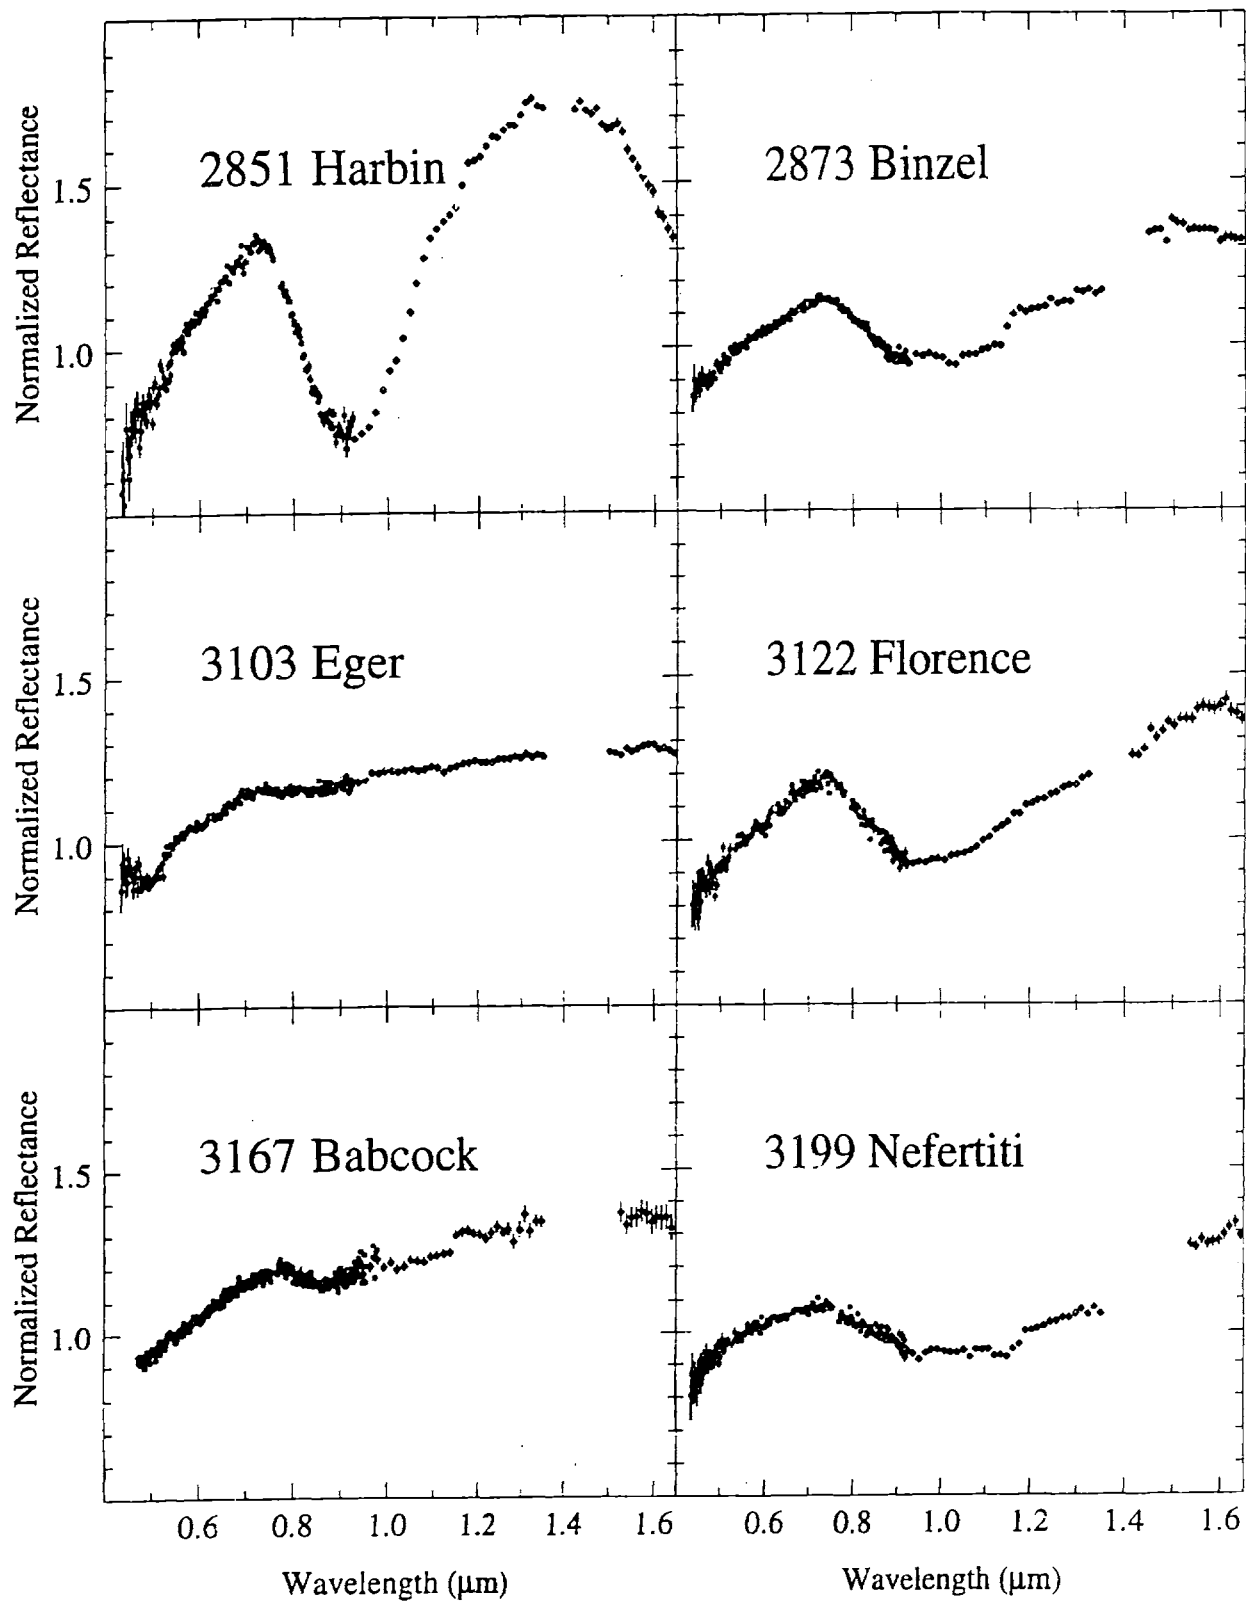 2851 Harbin
2873 Binzel
Normalized Reflectance
1.5
1.0
3103 Eger
3122 Florence
Normalized Reflectance
1.5
1.0
3167 Babcock
3199 Nefertiti
Normalized Reflectance
1.5
1.0
0.6 0.8 1.0 1.2 1.4 1.6
0.6 0.8 1.0 1.2 1.4 1.6
Wavelength (μm)
Wavelength (μm)